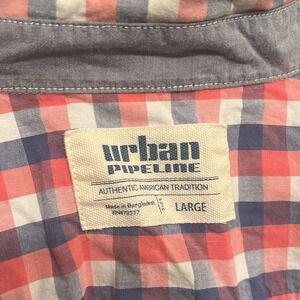 urban
PIPELINE
AUTHENTIC AMERICAN TRADITION
Made in Bangladesh
LARGE